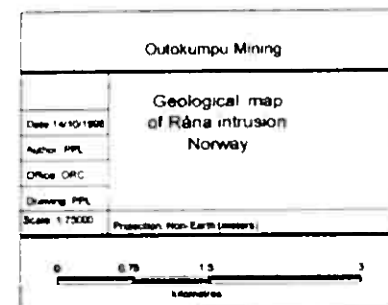 Outokumpu Mining
Geological map
of Råna intrusion
Norway
Date 14/10/1998
Author PPL
Office ORC
Drawing PPL
Scale 1:75000
Projection: Non-Earth (meters)
0 0.75 1.5 3
kilometres